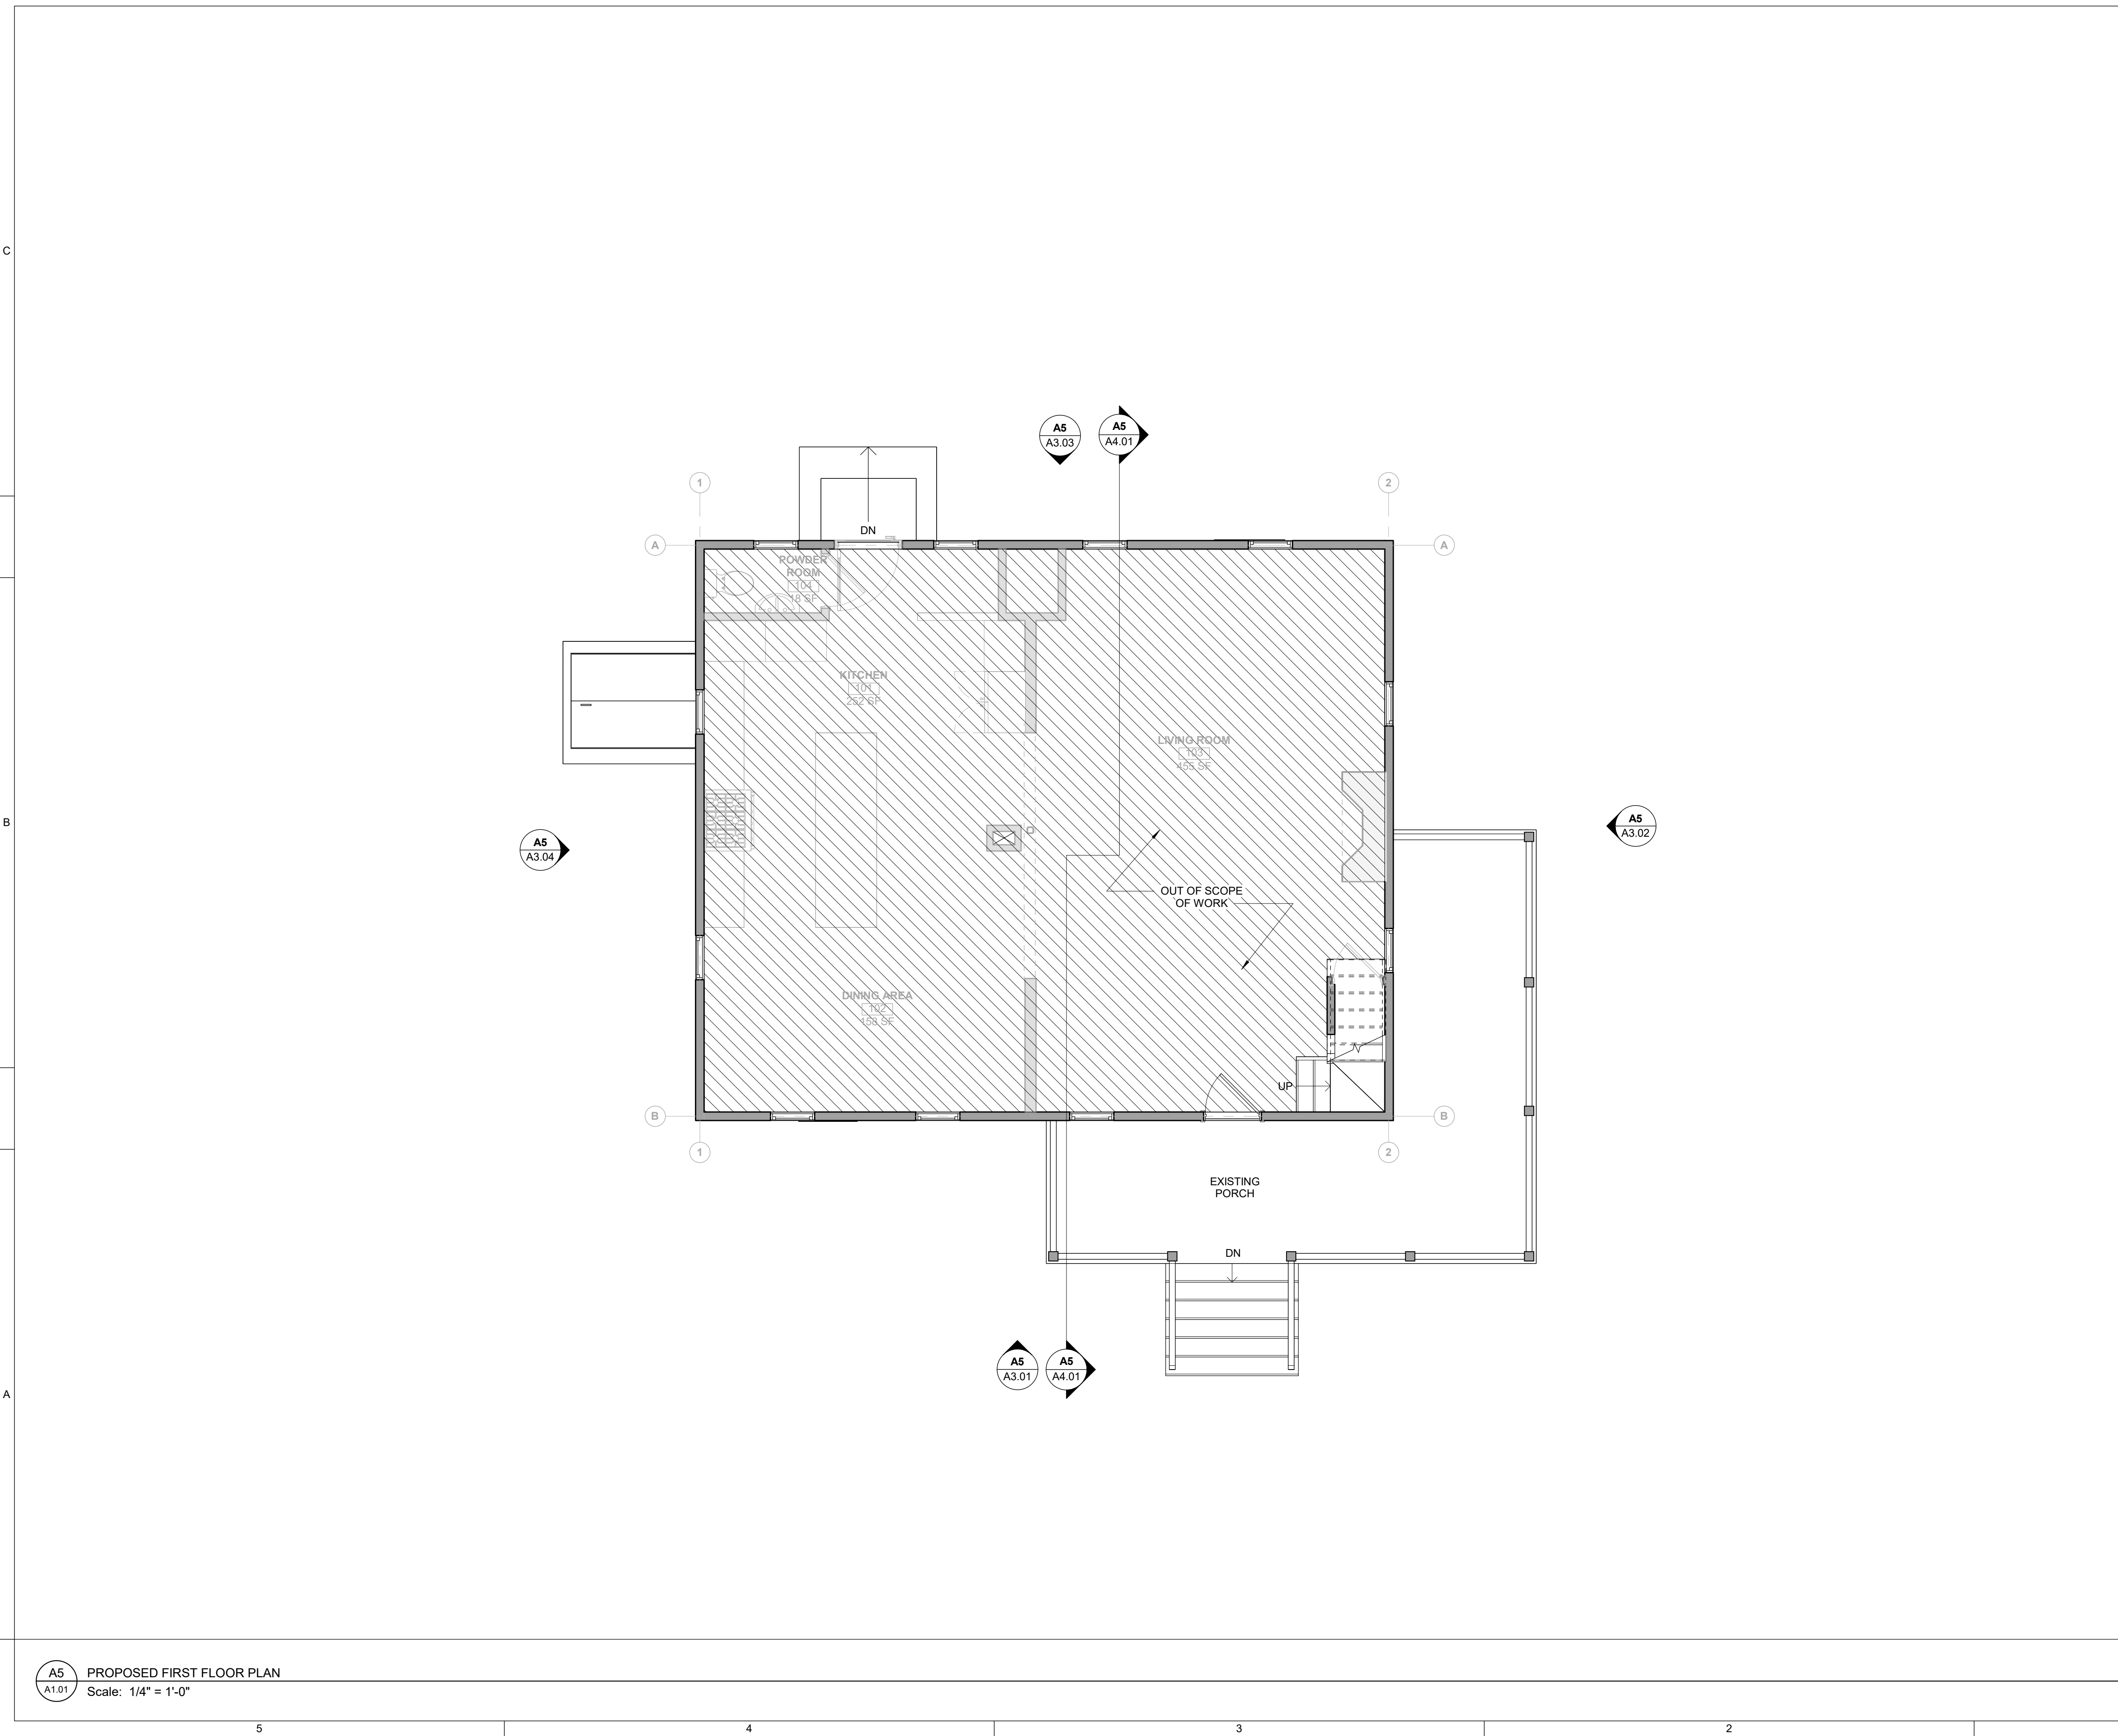 C
A5
A3.03
A5
A4.01
1
2
DN
A
A
POWDER
ROOM
104
18 SF
KITCHEN
101
252 SF
LIVING ROOM
103
455 SF
B
A5
A3.04
A5
A3.02
OUT OF SCOPE
OF WORK
DINING AREA
102
158 SF
UP
B
B
1
2
EXISTING
PORCH
DN
A5
A3.01
A5
A4.01
A
A5
A1.01
PROPOSED FIRST FLOOR PLAN
Scale: 1/4" = 1'-0"
5
4
3
2